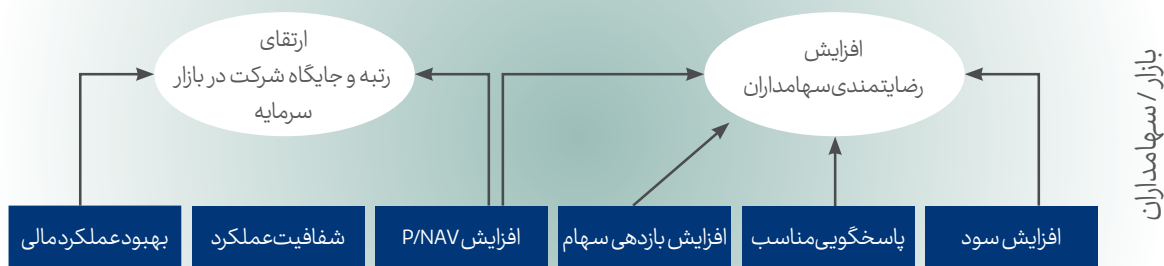 بازار / سهامداران
افزایش
رضایتمندی سهامداران
ارتقای
رتبه و جایگاه شرکت در بازار
سرمایه
افزایش سود
پاسخگویی مناسب
افزایش بازدهی سهام
افزایش P/NAV
شفافیت عملکرد
بهبود عملکرد مالی